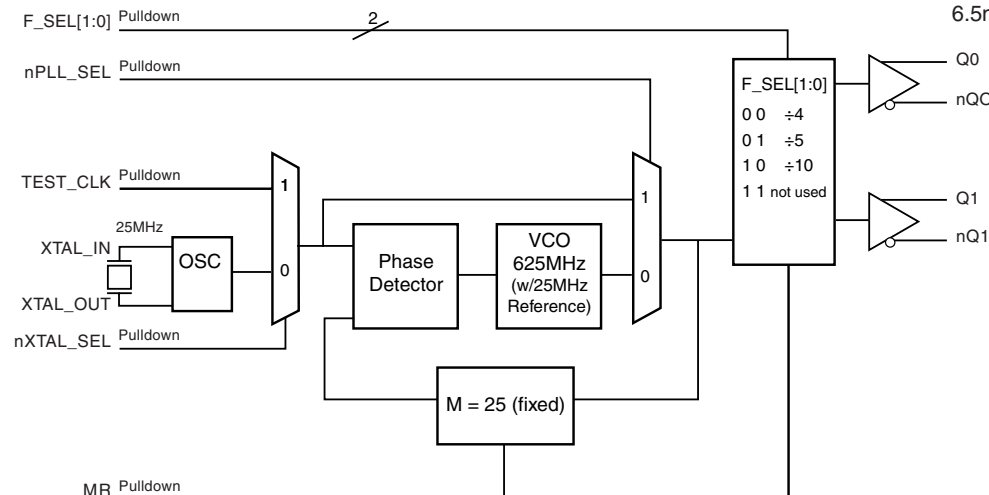 F_SEL[1:0] Pulldown
2
6.5
nPLL_SEL Pulldown
Q0
F_SEL[1:0]
0 0 ÷4
0 1 ÷5
1 0 ÷10
1 1 not used
TEST_CLK Pulldown
1
1
Q1
nQ1
25MHz
XTAL_IN
OSC
0
Phase
Detector
VCO
625MHz
(w/25MHz
Reference)
0
XTAL_OUT
nXTAL_SEL Pulldown
M = 25 (fixed)
MR Pulldown